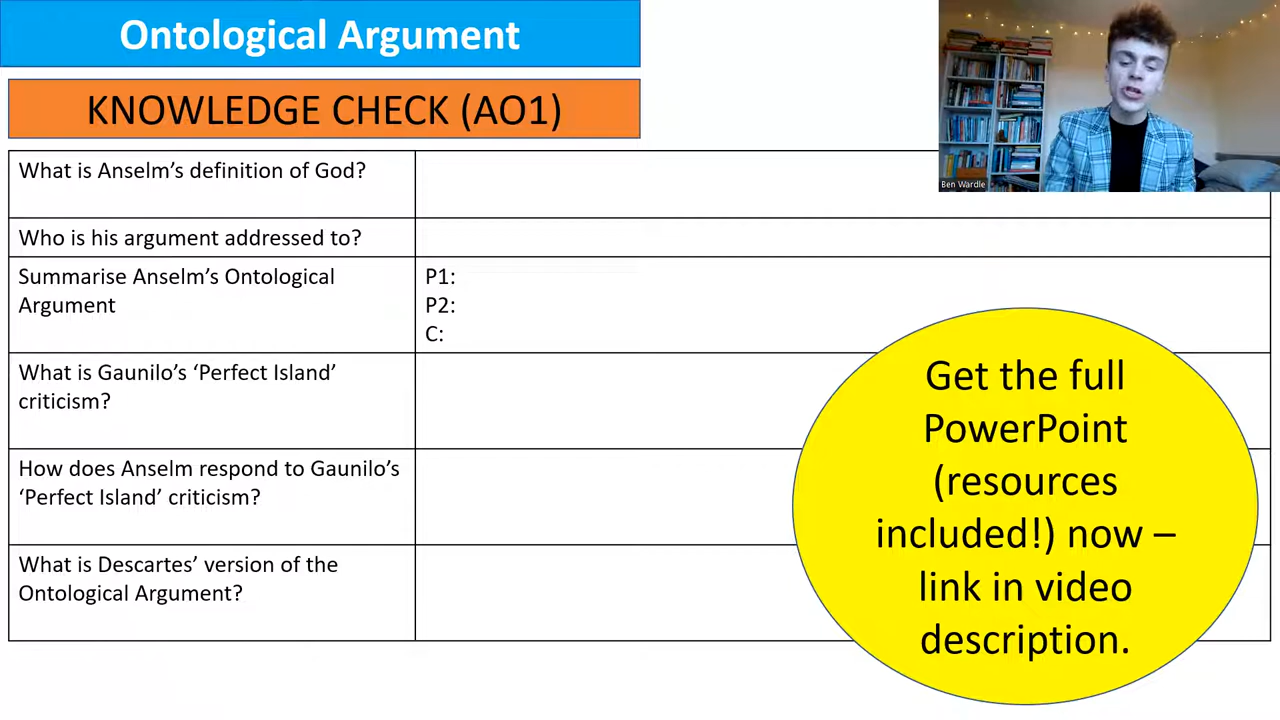 Ontological Argument
KNOWLEDGE CHECK (AO1)
Ben Wardle
What is Anselm’s definition of God?
Who is his argument addressed to?
Summarise Anselm’s Ontological
Argument
P1:
P2:
C:
What is Gaunilo’s ‘Perfect Island’
criticism?
How does Anselm respond to Gaunilo’s
‘Perfect Island’ criticism?
What is Descartes’ version of the
Ontological Argument?
Get the full
PowerPoint
(resources
included!) now –
link in video
description.